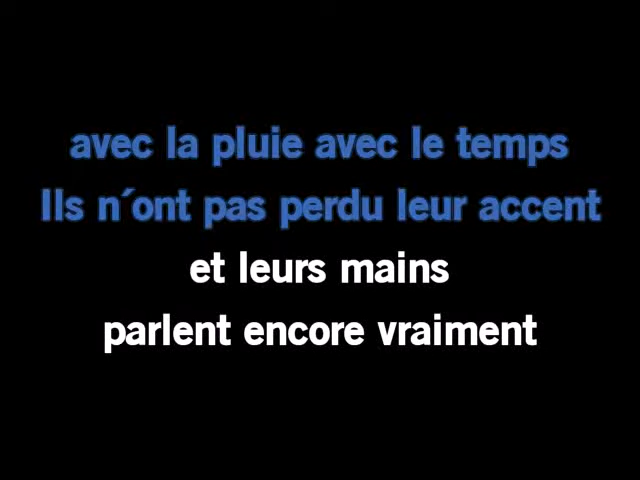 avec la pluie avec le temps
Ils n´ont pas perdu leur accent
et leurs mains
parlent encore vraiment